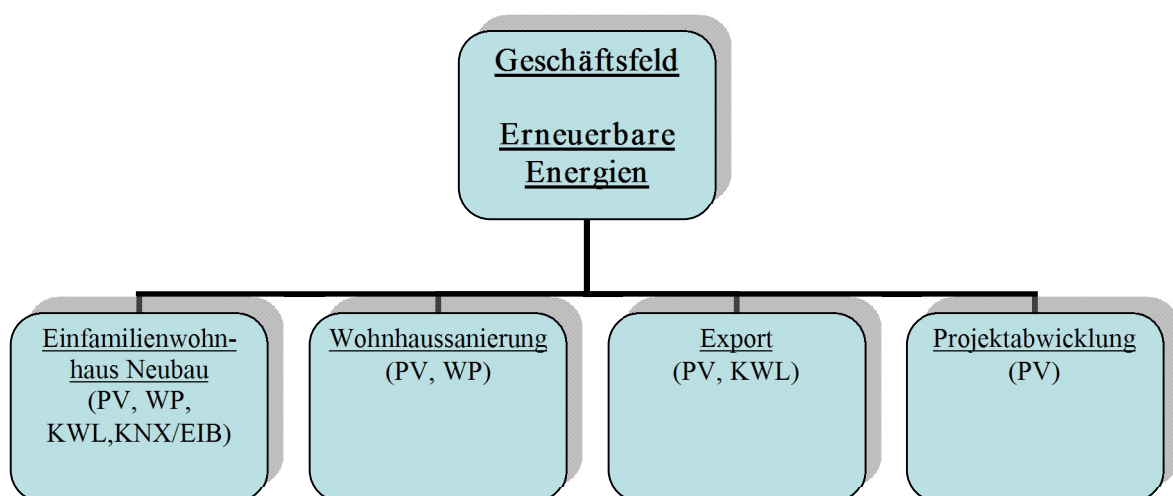 Geschäftsfeld
Erneuerbare
Energien
Einfamilienwohn-
haus Neubau
(PV, WP,
KWL,KNX/EIB)
Wohnhaussanierung
(PV, WP)
Export
(PV, KWL)
Projektabwicklung
(PV)